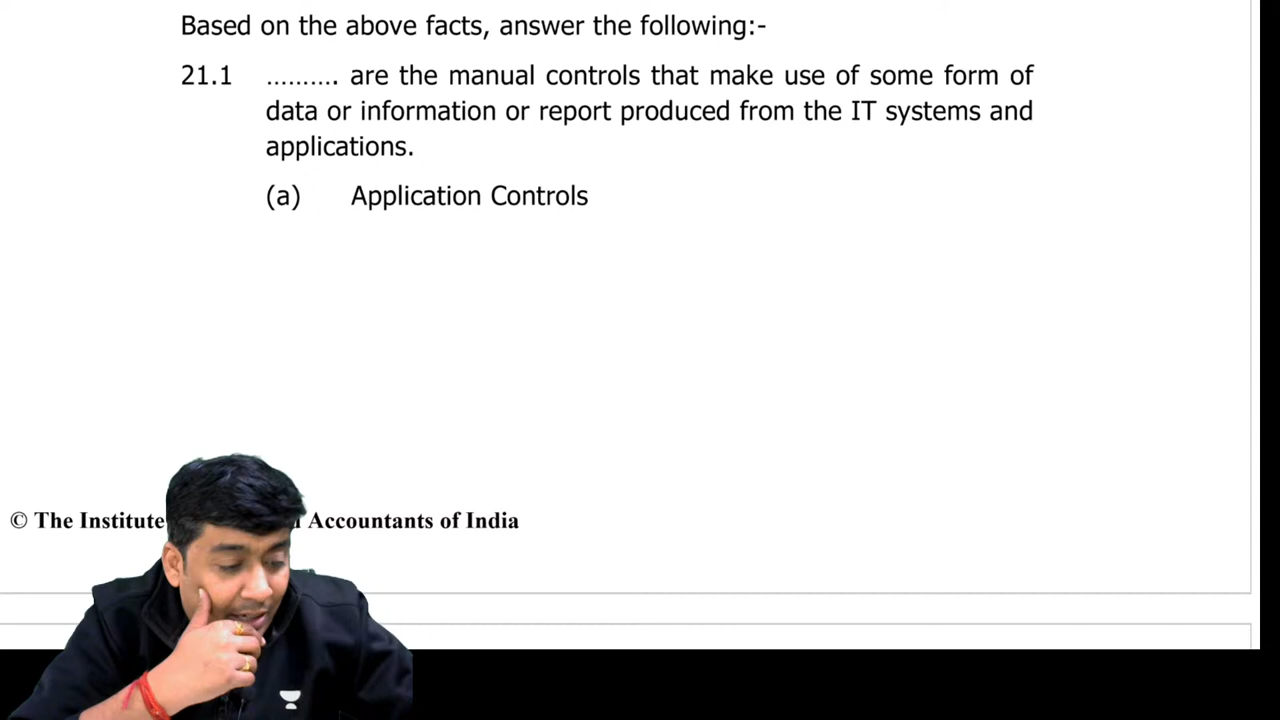 Based on the above facts, answer the following:-
21.1 .......... are the manual controls that make use of some form of
data or information or report produced from the IT systems and
applications.
(a) Application Controls
© The Institute Accountants of India